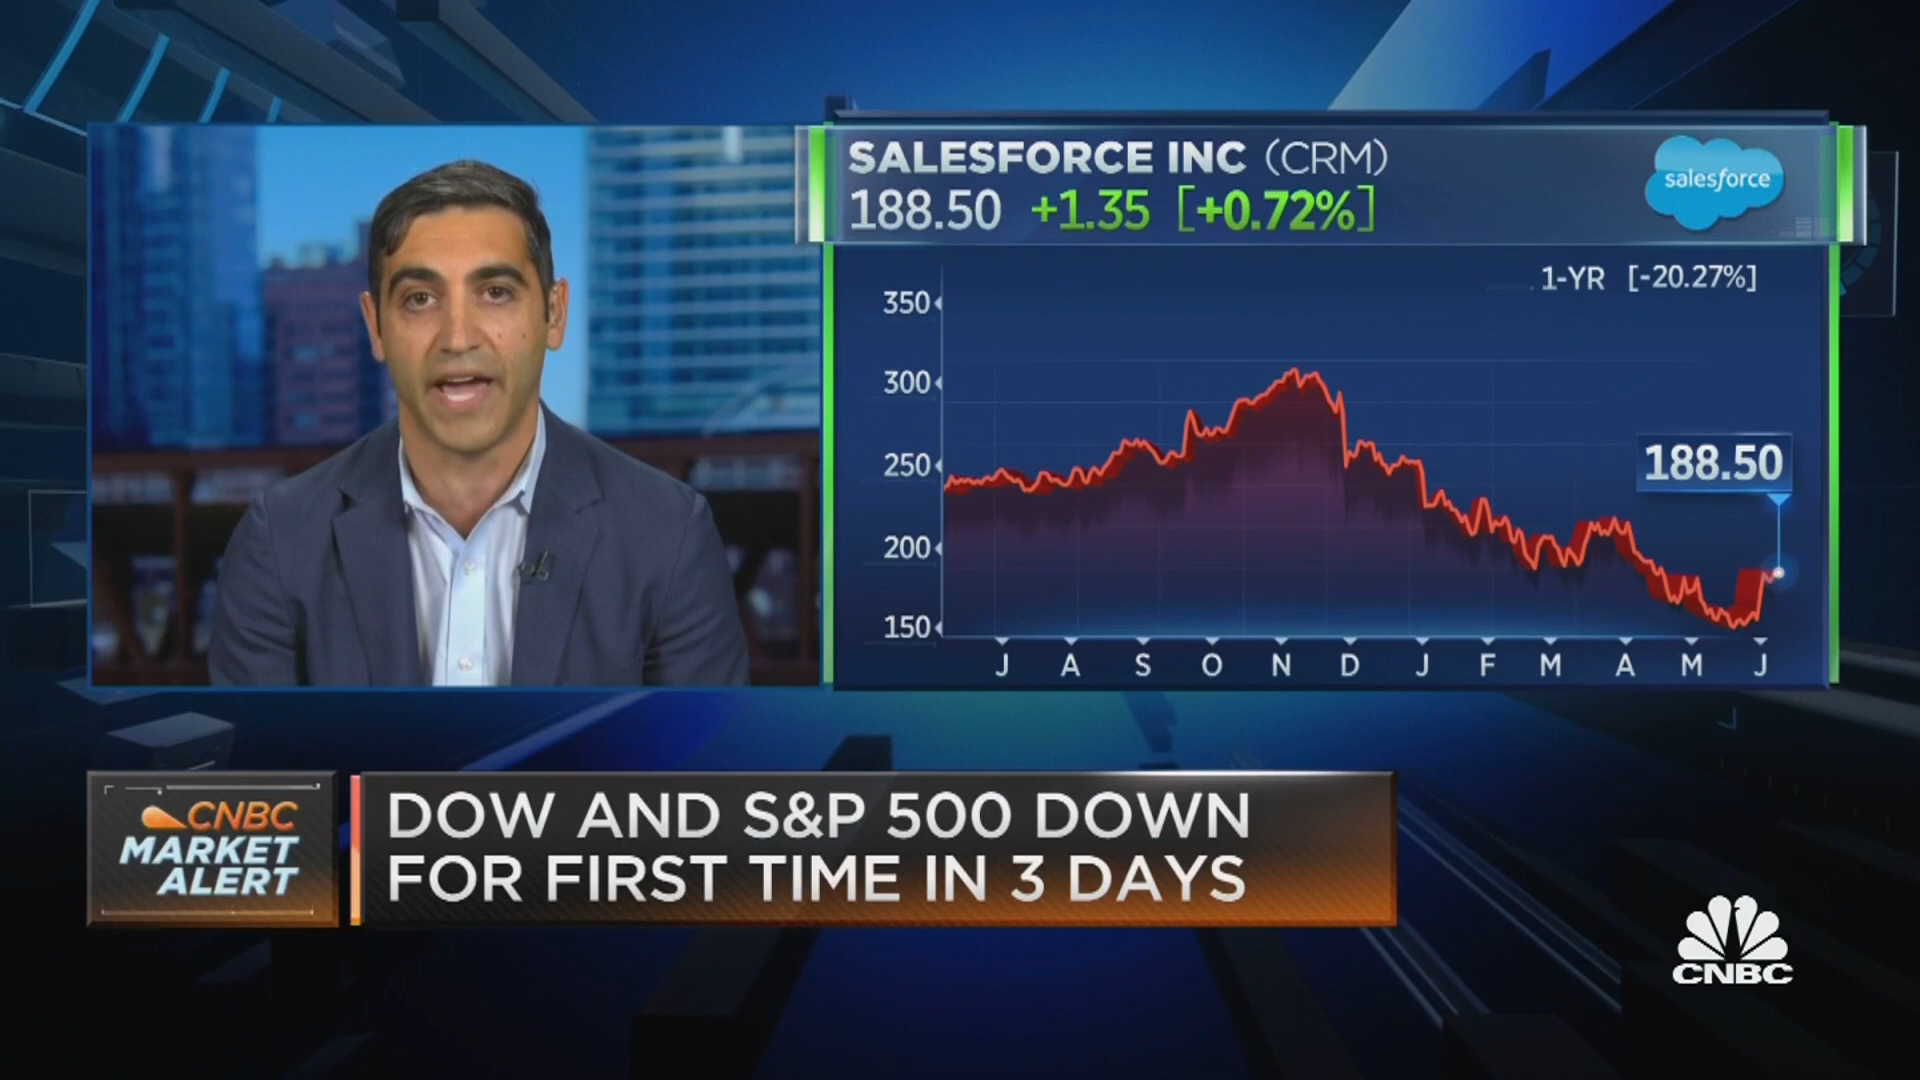 SALESFORCE INC (CRM)
188.50 +1.35 [+0.72%]
salesforce
1-YR [-20.27%]
350
300
250
200
150
188.50
J A S O N D J F M A M J
CNBC
MARKET
ALERT
DOW AND S&P 500 DOWN
FOR FIRST TIME IN 3 DAYS
CNBC